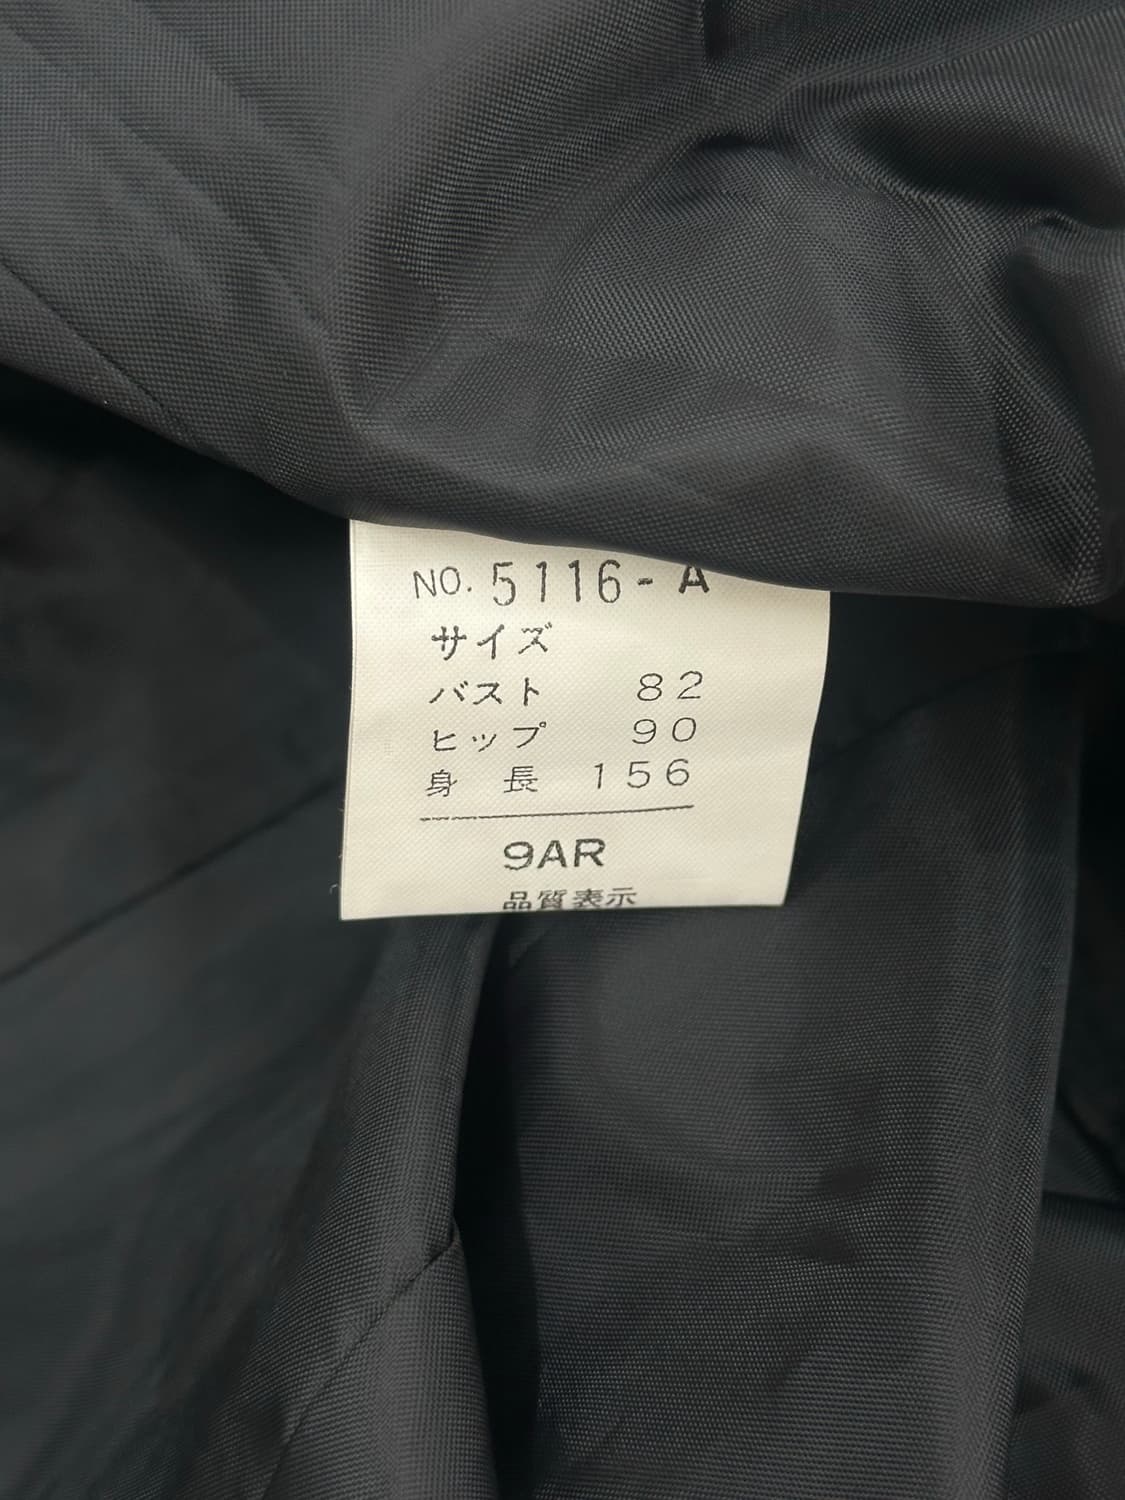 NO. 5116-A
サイズ
バスト 82
ヒップ 90
身長 156
9AR
品質表示